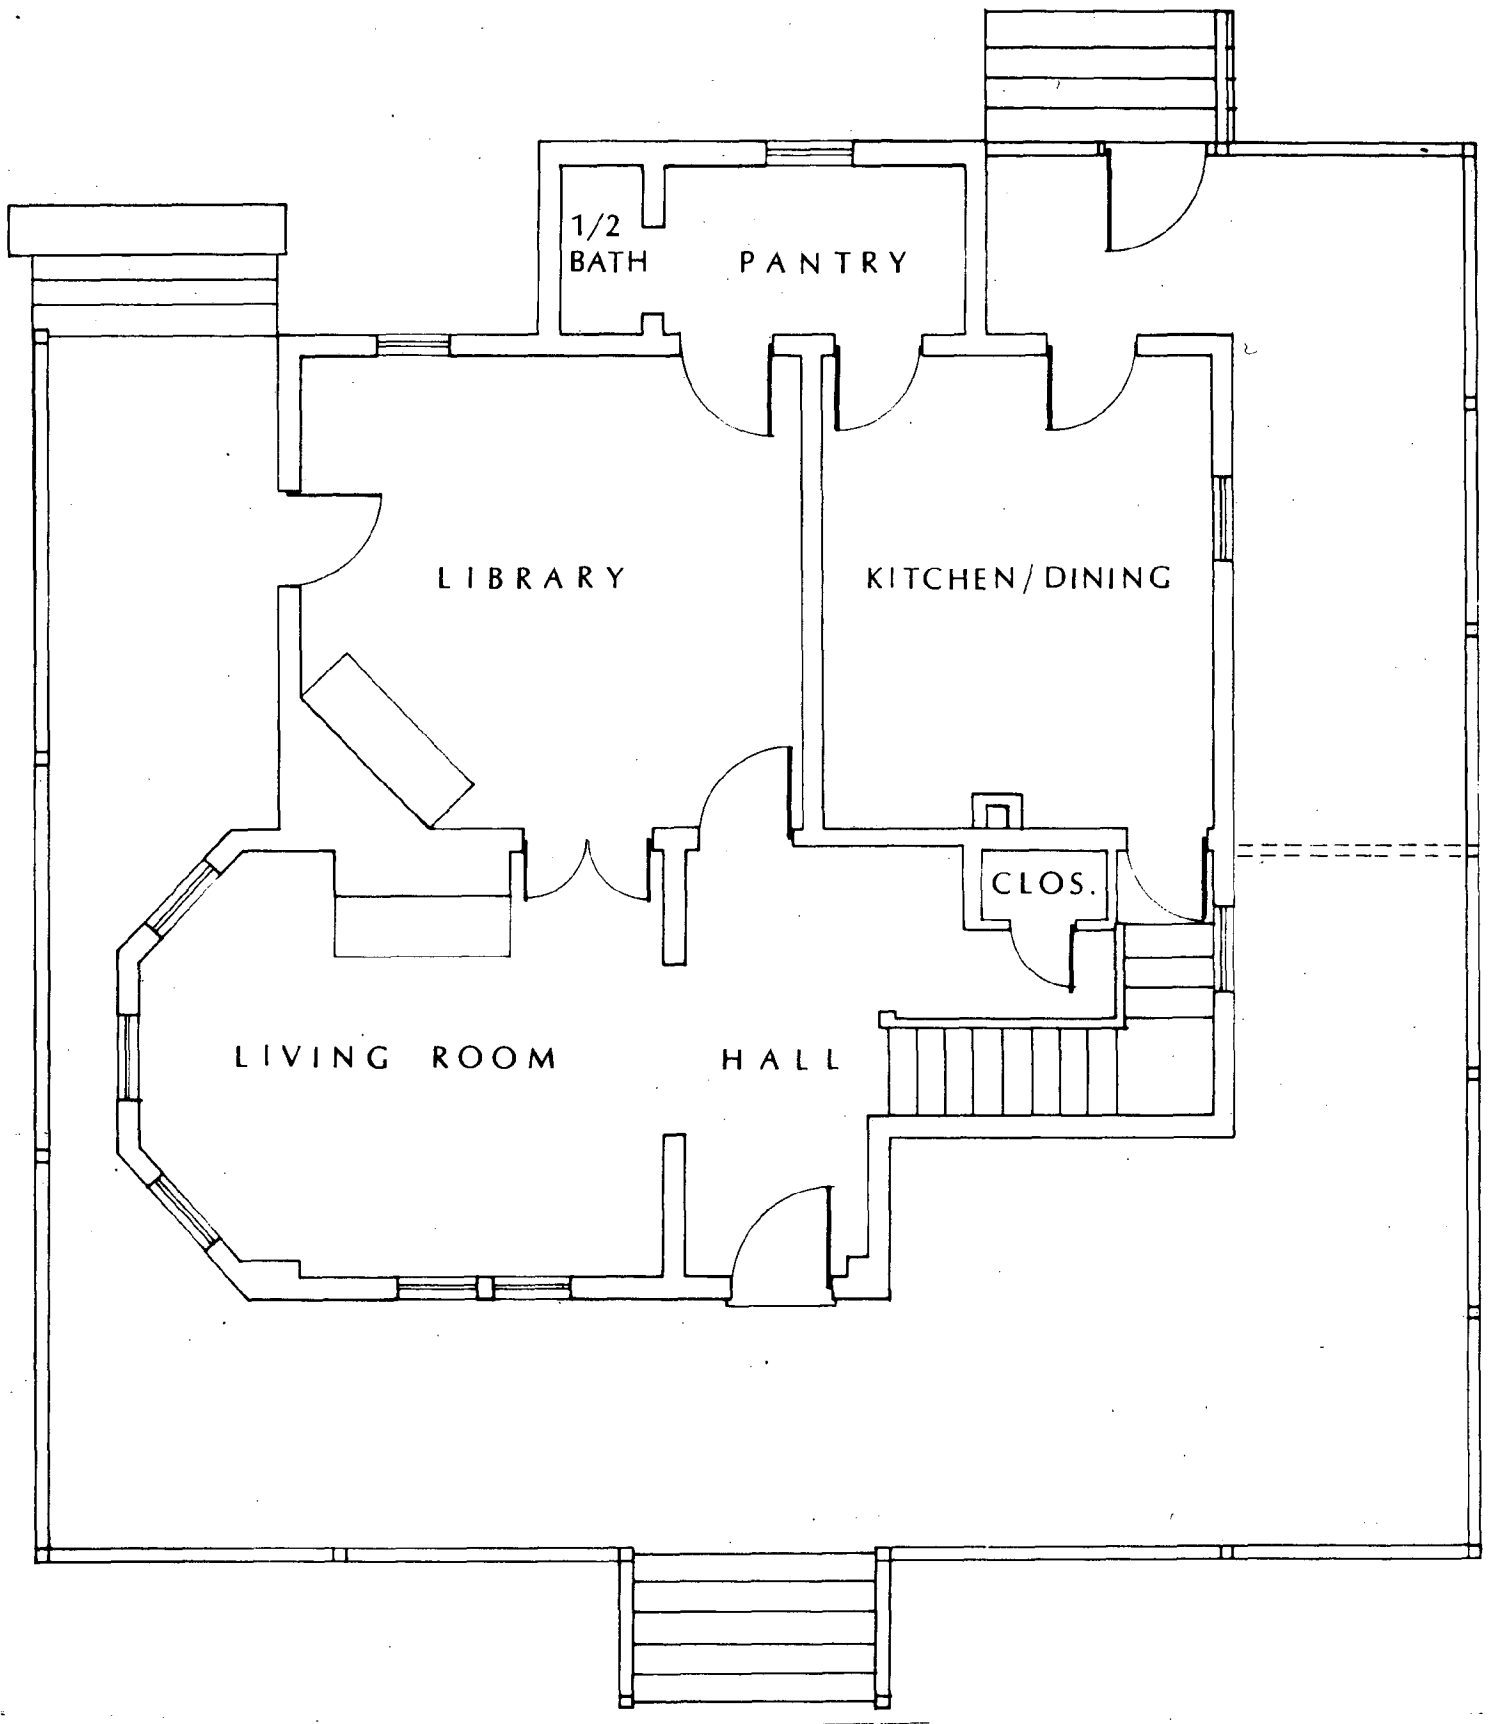 1/2
BATH
PANTRY
LIBRARY
KITCHEN/DINING
CLOS.
LIVING ROOM
HALL